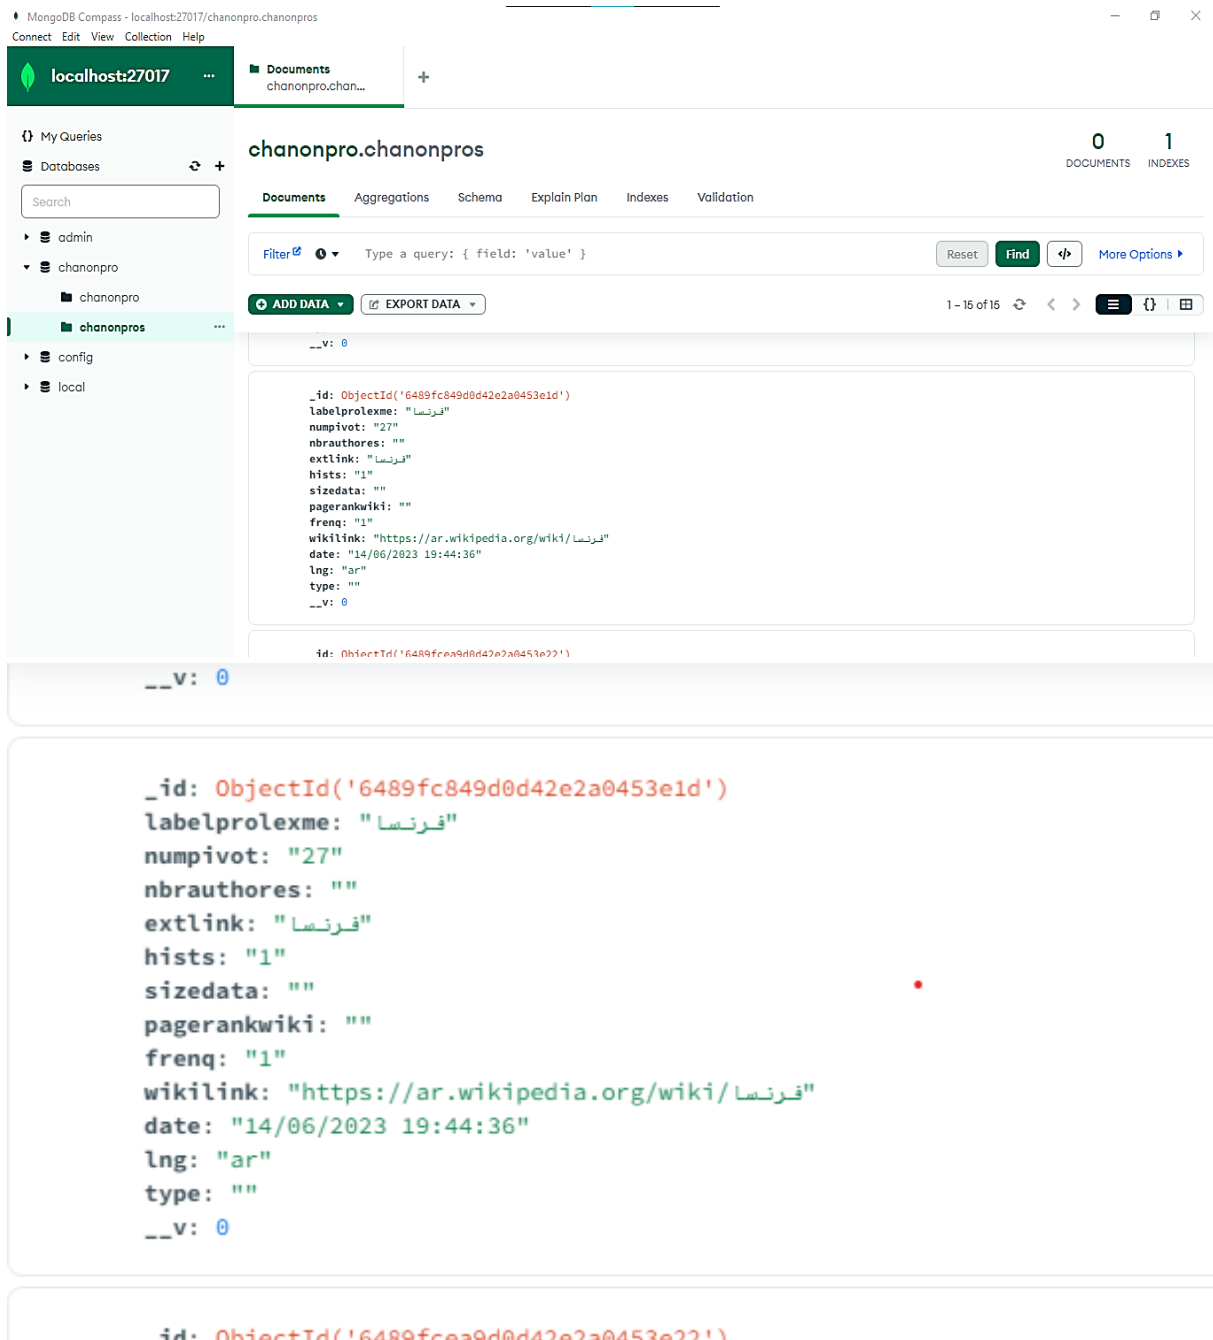 MongoDB Compass - localhost:27017/chanonpro.chanonpros
Connect Edit View Collection Help
localhost:27017 ...
Documents
chanonpro.chan...
+
{} My Queries
Databases
Search
admin
chanonpro
chanonpro
chanonpros ...
config
local
chanonpro.chanonpros
0
DOCUMENTS
1
INDEXES
Documents Aggregations Schema Explain Plan Indexes Validation
Filter Type a query: { field: 'value' } Reset Find </> More Options
ADD DATA EXPORT DATA 1 – 15 of 15 {}
__v: 0
_id: ObjectId('6489fc849d0d42e2a0453e1d')
labelprolexme: "فرنسا"
numpivot: "27"
nbrauthores: ""
extlink: "فرنسا"
hists: "1"
sizedata: ""
pagerankwiki: ""
frenq: "1"
wikilink: "https://ar.wikipedia.org/wiki/فرنسا"
date: "14/06/2023 19:44:36"
lng: "ar"
type: ""
__v: 0
_id: ObjectId('6489fcea9d0d42e2a0453e22')
__v: 0
_id: ObjectId('6489fc849d0d42e2a0453e1d')
labelprolexme: "فرنسا"
numpivot: "27"
nbrauthores: ""
extlink: "فرنسا"
hists: "1"
sizedata: ""
pagerankwiki: ""
frenq: "1"
wikilink: "https://ar.wikipedia.org/wiki/فرنسا"
date: "14/06/2023 19:44:36"
lng: "ar"
type: ""
__v: 0
_id: ObjectId('6489fcea9d0d42e2a0453e22')